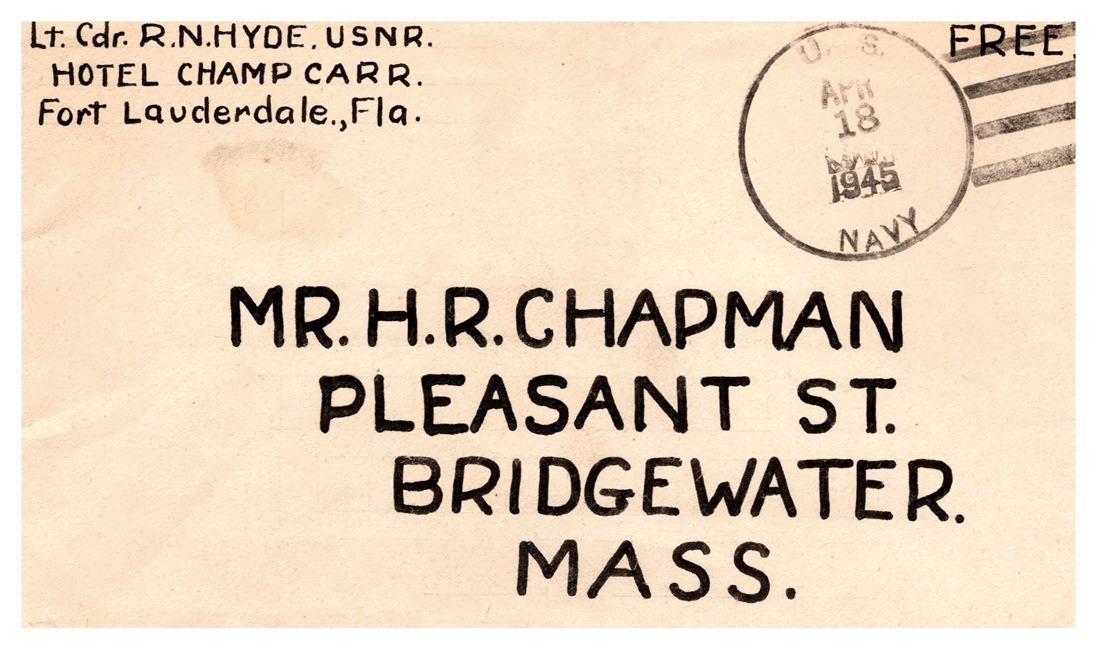 Lt. Cdr. R.N.HYDE. USNR.
HOTEL CHAMP CARR.
Fort Lauderdale.,Fla.
FREE.
U. S.
APR
18
1945
NAVY
MR. H.R. CHAPMAN
PLEASANT ST.
BRIDGEWATER.
MASS.